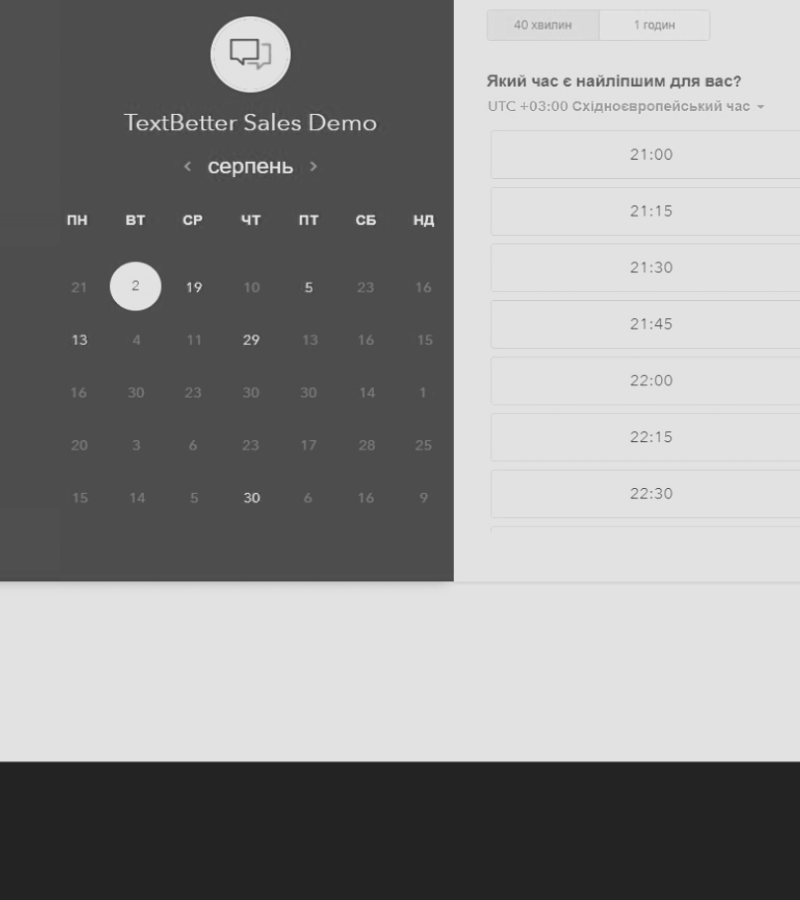 TextBetter Sales Demo
серпень
ПН ВТ СР ЧТ ПТ СБ НД
21 2 19 10 5 23 16
13 4 11 29 13 16 15
16 30 23 30 30 14 1
20 3 6 23 17 28 25
15 14 5 30 6 16 9
40 хвилин 1 годин
Який час є найліпшим для вас?
UTC +03:00 Східноєвропейський час
21:00
21:15
21:30
21:45
22:00
22:15
22:30